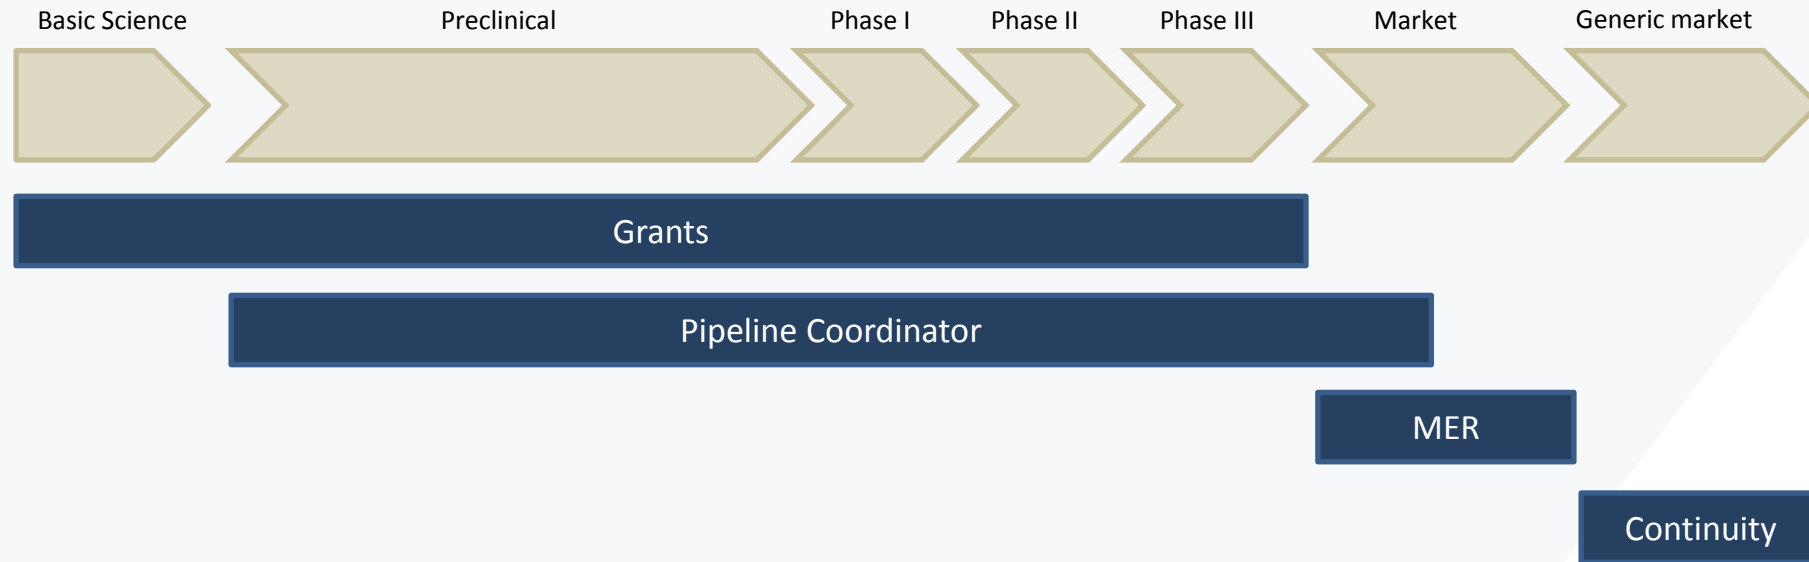 Basic Science
Preclinical
Phase I
Phase II
Phase III
Market
Generic market
Grants
Pipeline Coordinator
MER
Continuity